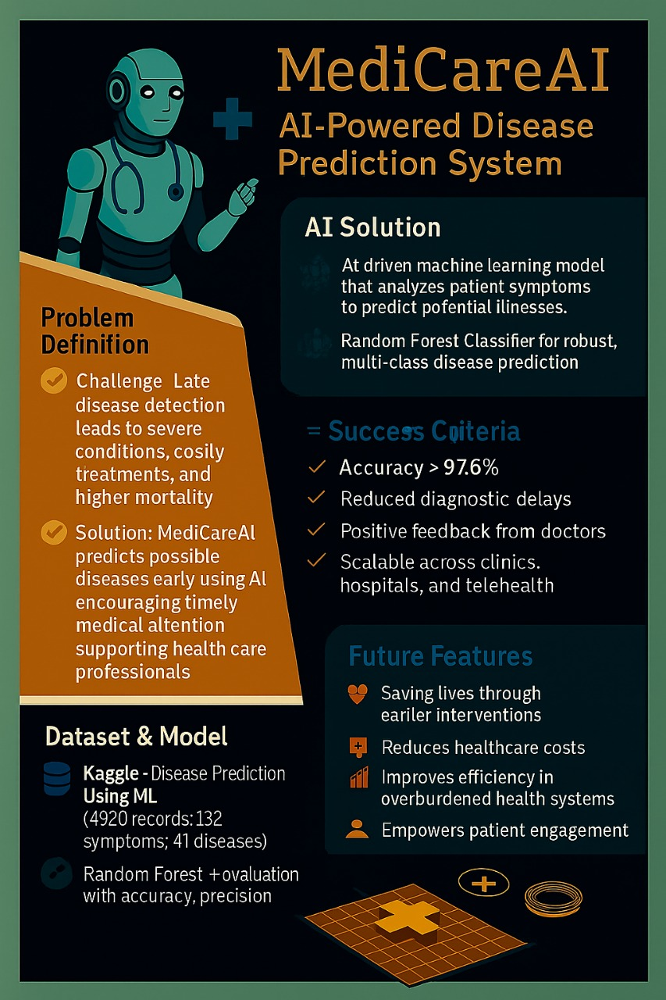 MediCareAI
AI-Powered Disease
Prediction System
AI Solution
At driven machine learning model
that analyzes patient symptoms
to predict pofential ilinesses.
Random Forest Classifier for robust,
multi-class disease prediction
Problem
Definifion
Challenge Late
disease detection
leads to severe
conditions, cosily
treatments, and
higher mortality
Solution: MediCareAl
predicts possible
diseases early using Al
encouraging timely
medical altention
supporting health care
professionals
= Success Cpiteria
Accuracy > 97.6%
Reduced diagnostic delays
Positive feedback from doctors
Scalable across clinics.
hospitals, and telehealth
Future Features
Saving lives through
eariler interventions
Reduces healthcare costs
Improves efficiency in
overburdened health systems
Empowers patient engagement
Dataset & Model
Kaggle - Disease Prediction
Using ML
(4920 records: 132
symptoms; 41 diseases)
Random Forest +ovaluation
with accuracy, precision